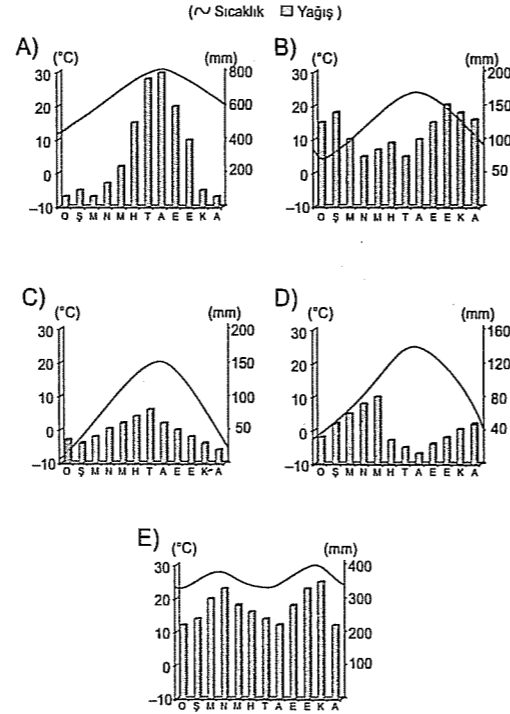 (Sıcaklık Yağış)
A) (°C) (mm)
30 20 10 0 –10
800 600 400 200
O Ş M N M H T A E E K A
B) (°C) (mm)
30 20 10 0 –10
200 150 100 50
O Ş M N M H T A E E K A
C) (°C) (mm)
30 20 10 0 –10
200 150 100 50
O Ş M N M H T A E E K A
D) (°C) (mm)
30 20 10 0 –10
160 120 80 40
O Ş M N M H T A E E K A
E) (°C) (mm)
30 20 10 0 –10
400 300 200 100
O Ş M N M H T A E E K A